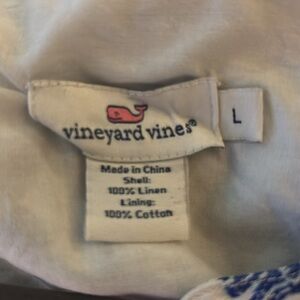 vineyard vines®
L
Made in China
Shell:
100% Linen
Lining:
100% Cotton